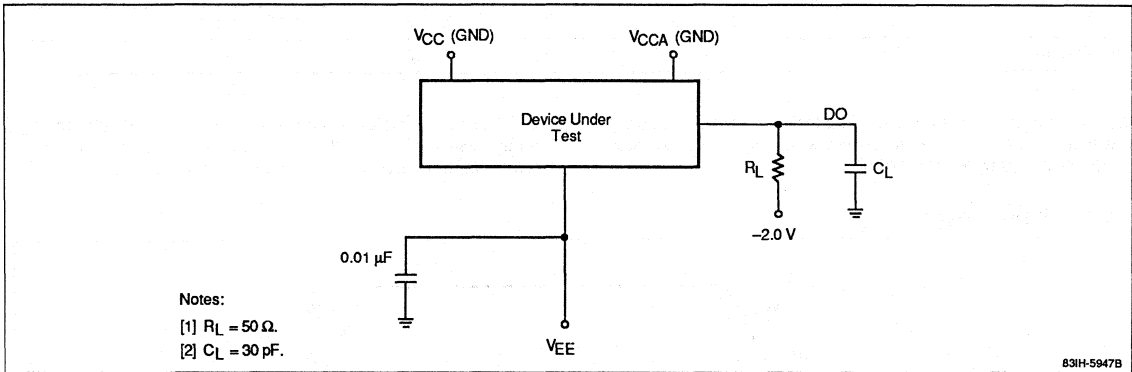 VCC (GND)
VCCA (GND)
Device Under
Test
DO
RL
CL
–2.0 V
0.01 µF
VEE
Notes:
[1] RL = 50 Ω.
[2] CL = 30 pF.
83IH-5947B